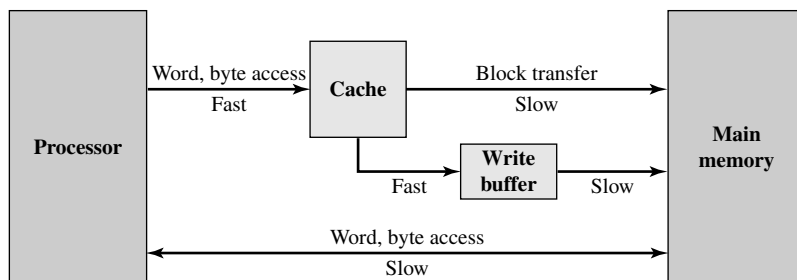 Word, byte access
Fast
Cache
Block transfer
Slow
Processor
Main
memory
Write
buffer
Fast
Slow
Word, byte access
Slow